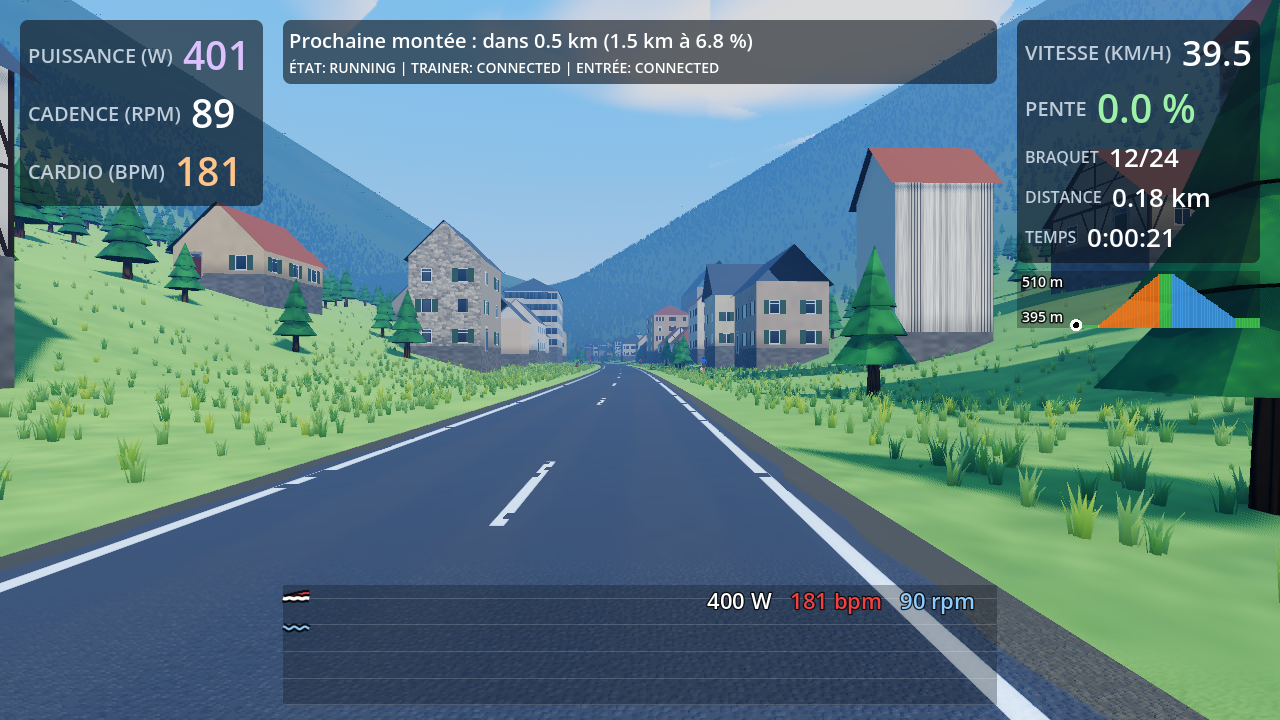 PUISSANCE (W) 401
CADENCE (RPM) 89
CARDIO (BPM) 181
Prochaine montée : dans 0.5 km (1.5 km à 6.8 %)
ÉTAT: RUNNING | TRAINER: CONNECTED | ENTRÉE: CONNECTED
VITESSE (KM/H) 39.5
PENTE 0.0 %
BRAQUET 12/24
DISTANCE 0.18 km
TEMPS 0:00:21
510 m
395 m
400 W 181 bpm 90 rpm